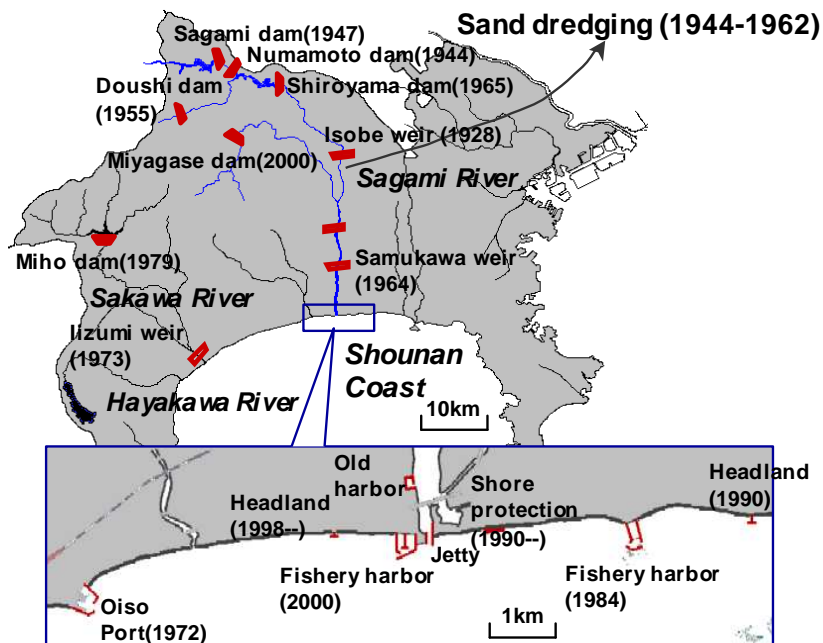 Sand dredging (1944-1962)
Sagami dam(1947)
Numamoto dam(1944)
Doushi dam
(1955)
Shiroyama dam(1965)
Isobe weir (1928)
Miyagase dam(2000)
Sagami River
Miho dam(1979)
Samukawa weir
(1964)
Sakawa River
Iizumi weir
(1973)
Shounan
Coast
Hayakawa River
10km
Old
harbor
Headland
(1990)
Headland
(1998--)
Shore
protection
(1990--)
Jetty
Fishery harbor
(2000)
Fishery harbor
(1984)
Oiso
Port(1972)
1km